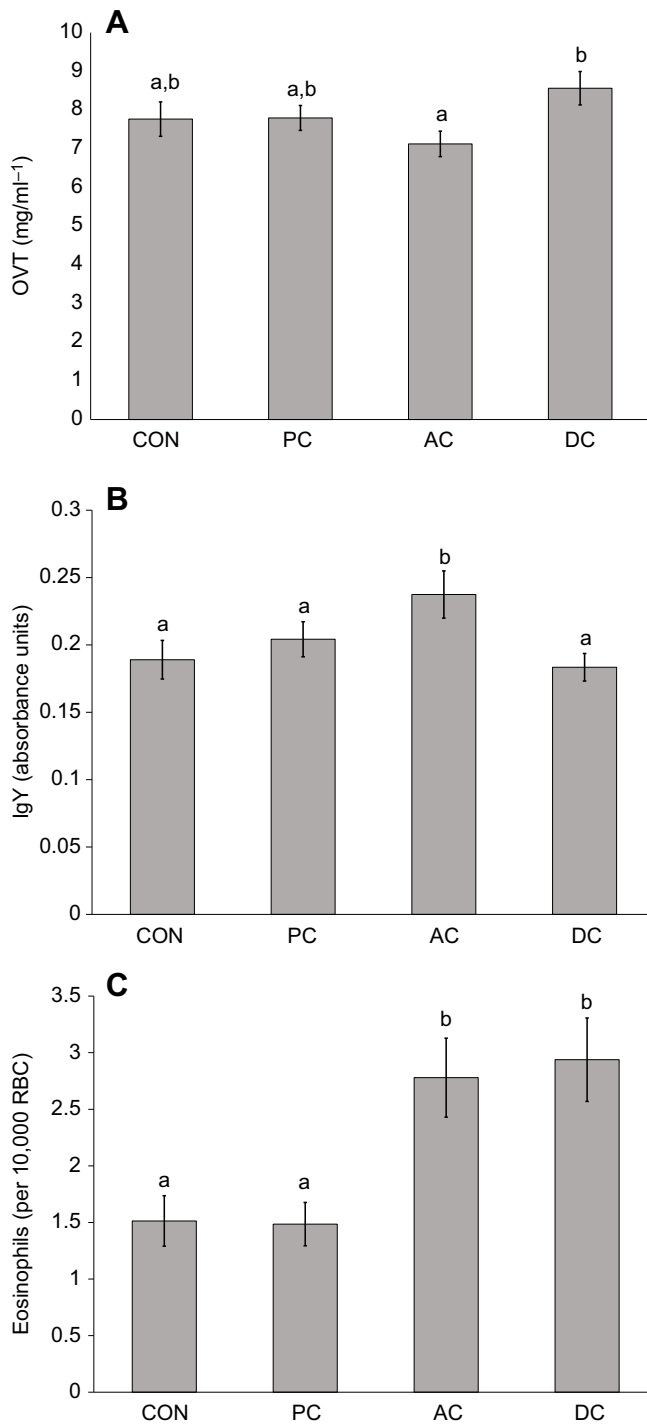 A
OVT (mg/ml−1)
10
9
8
7
6
5
4
3
2
1
0
a,b
a,b
a
b
CON PC AC DC
B
IgY (absorbance units)
0.3
0.25
0.2
0.15
0.1
0.05
0
a
a
b
a
CON PC AC DC
C
Eosinophils (per 10,000 RBC)
3.5
3
2.5
2
1.5
1
0.5
0
a
a
b
b
CON PC AC DC